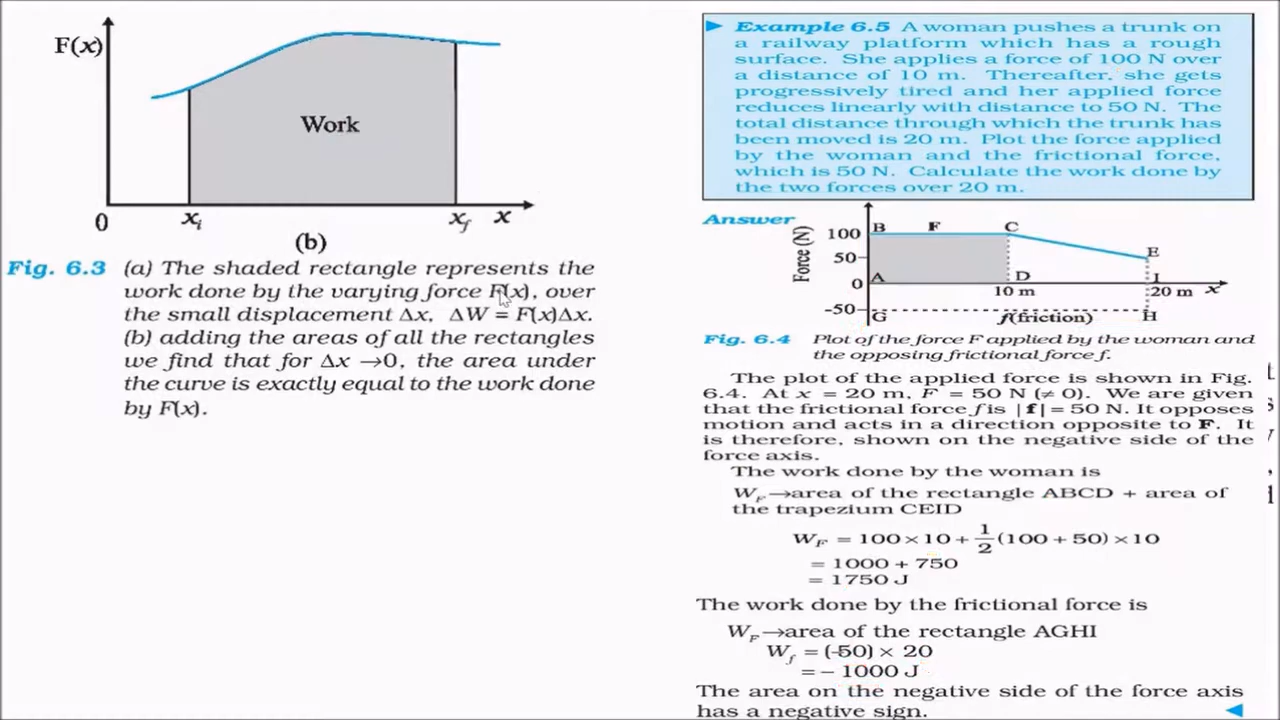 F(x)
Work
0
xᵢ
x_f
x
(b)
Fig. 6.3 (a) The shaded rectangle represents the
work done by the varying force F(x), over
the small displacement Δx, ΔW = F(x)Δx.
(b) adding the areas of all the rectangles
we find that for Δx →0, the area under
the curve is exactly equal to the work done
by F(x).
Example 6.5 A woman pushes a trunk on
a railway platform which has a rough
surface. She applies a force of 100 N over
a distance of 10 m. Thereafter, she gets
progressively tired and her applied force
reduces linearly with distance to 50 N. The
total distance through which the trunk has
been moved is 20 m. Plot the force applied
by the woman and the frictional force,
which is 50 N. Calculate the work done by
the two forces over 20 m.
Answer
Force (N)
100
50
0
-50
B F C
E
A D I
10 m 20 m x
G f(friction) H
Fig. 6.4 Plot of the force F applied by the woman and
the opposing frictional force f.
The plot of the applied force is shown in Fig.
6.4. At x = 20 m, F = 50 N (≠ 0). We are given
that the frictional force f is |f|= 50 N. It opposes
motion and acts in a direction opposite to F. It
is therefore, shown on the negative side of the
force axis.
The work done by the woman is
W_F →area of the rectangle ABCD + area of
the trapezium CEID
W_F = 100 × 10 + 1/2 (100 + 50) × 10
= 1000 + 750
= 1750 J
The work done by the frictional force is
W_F →area of the rectangle AGHI
W_f = (-50) × 20
= − 1000 J
The area on the negative side of the force axis
has a negative sign.